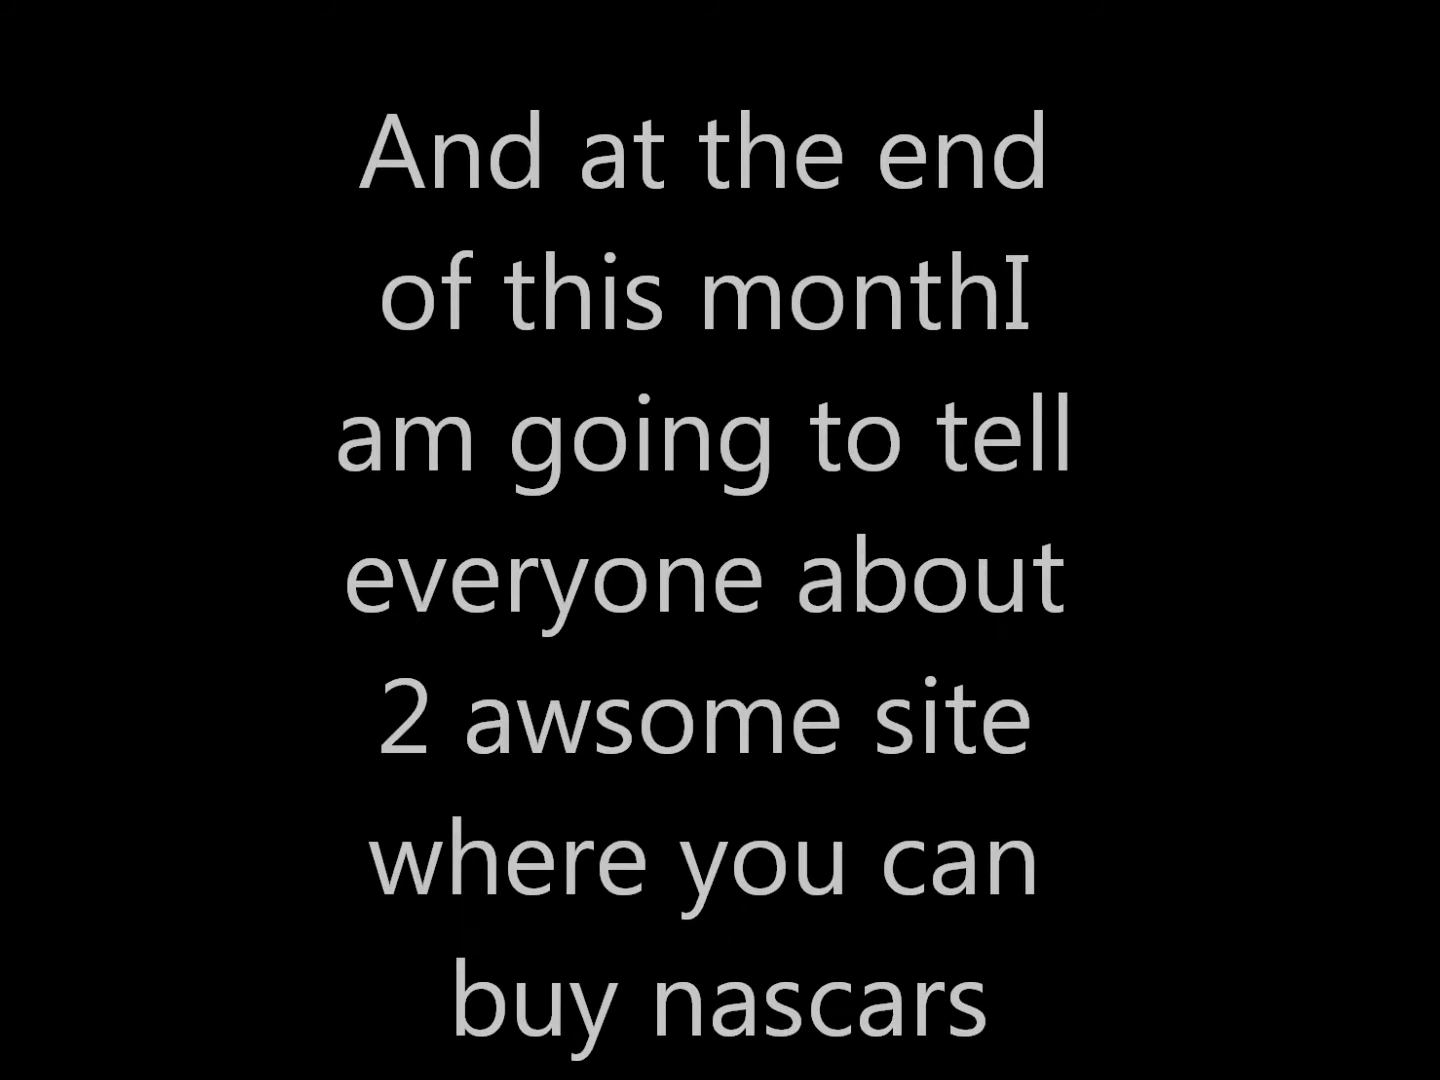 And at the end
of this monthI
am going to tell
everyone about
2 awsome site
where you can
buy nascars